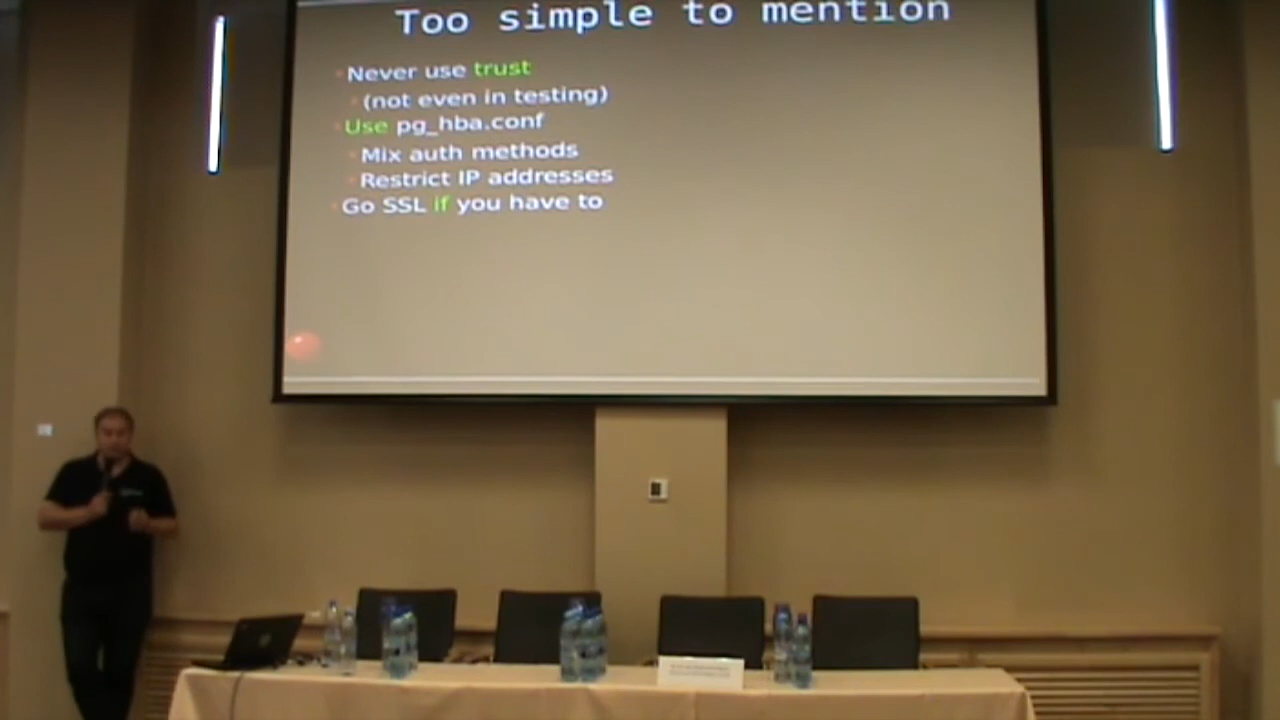 Too simple to mention
Never use trust
(not even in testing)
Use pg_hba.conf
Mix auth methods
Restrict IP addresses
Go SSL if you have to